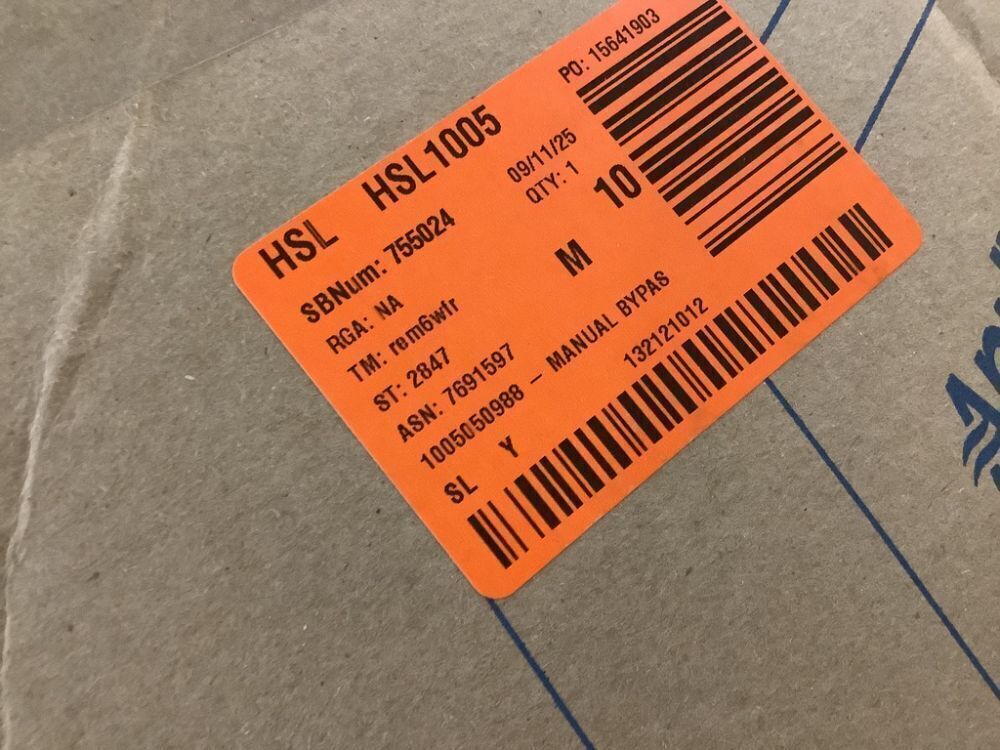 HSL HSL1005
PO: 15641903
SBNum: 755024
09/11/25
RGA: NA
QTY: 1
10
TM: rem6wfr
M
ST: 2847
ASN: 7691597
1005050988 – MANUAL BYPAS
SL Y
132121012